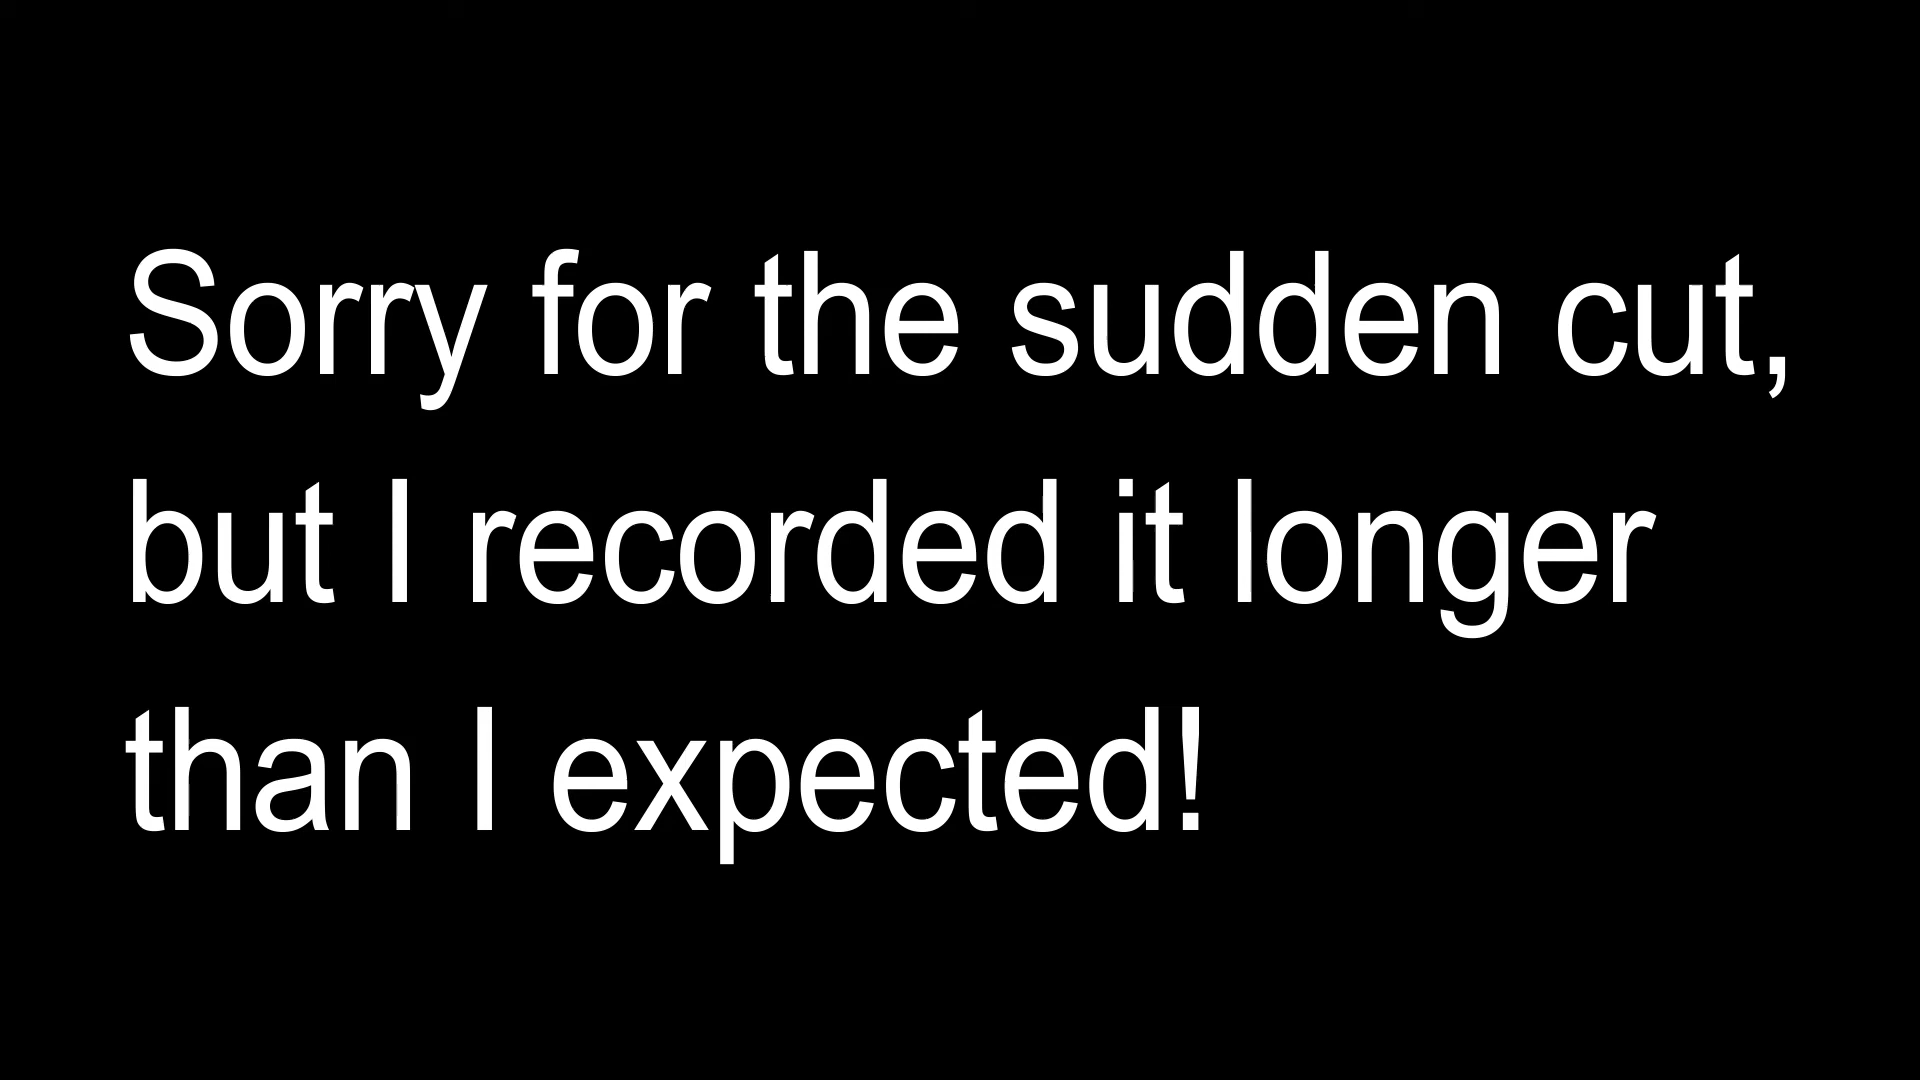 Sorry for the sudden cut,
but I recorded it longer
than I expected!